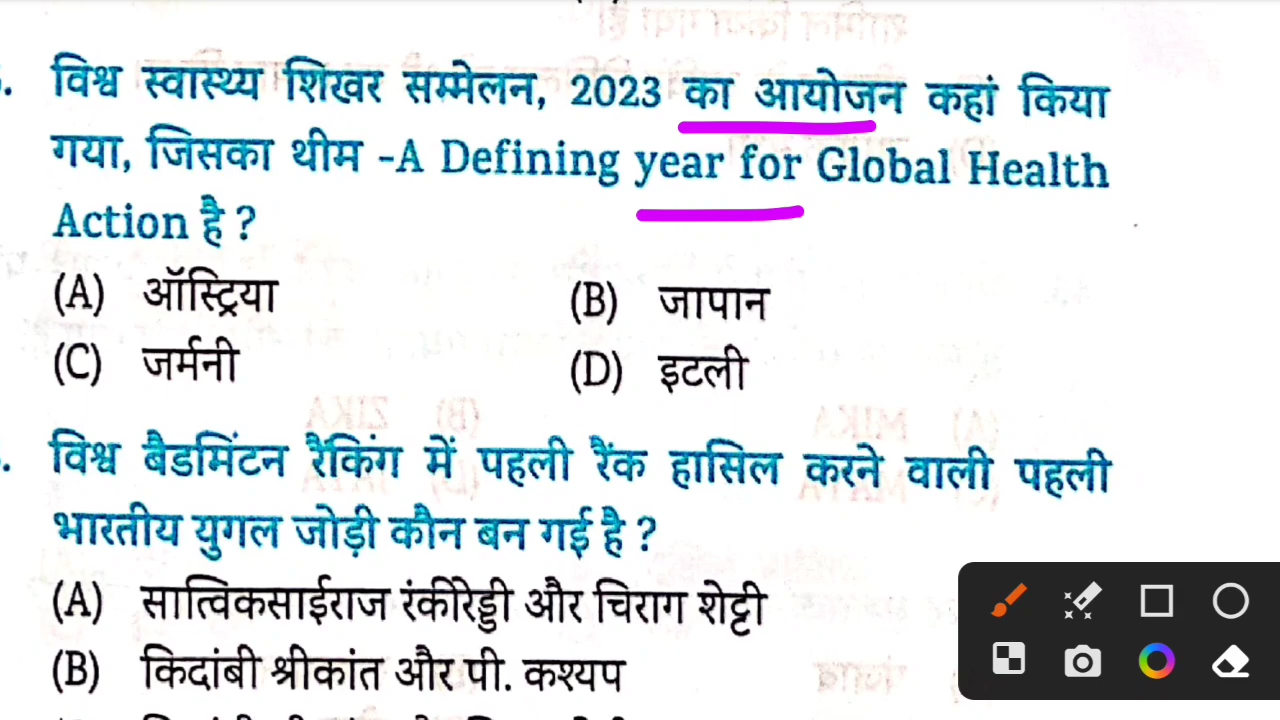 विश्व स्वास्थ्य शिखर सम्मेलन, 2023 का आयोजन कहां किया
गया, जिसका थीम -A Defining year for Global Health
Action है ?
(A) ऑस्ट्रिया (B) जापान
(C) जर्मनी (D) इटली
विश्व बैडमिंटन रैंकिंग में पहली रैंक हासिल करने वाली पहली
भारतीय युगल जोड़ी कौन बन गई है ?
(A) सात्विकसाईराज रंकीरेड्डी और चिराग शेट्टी
(B) किदांबी श्रीकांत और पी. कश्यप